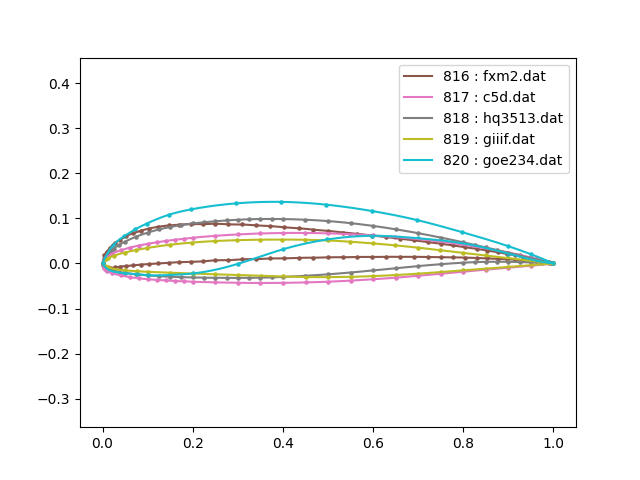 816 : fxm2.dat
817 : c5d.dat
818 : hq3513.dat
819 : giiif.dat
820 : goe234.dat
0.4
0.3
0.2
0.1
0.0
−0.1
−0.2
−0.3
0.0 0.2 0.4 0.6 0.8 1.0